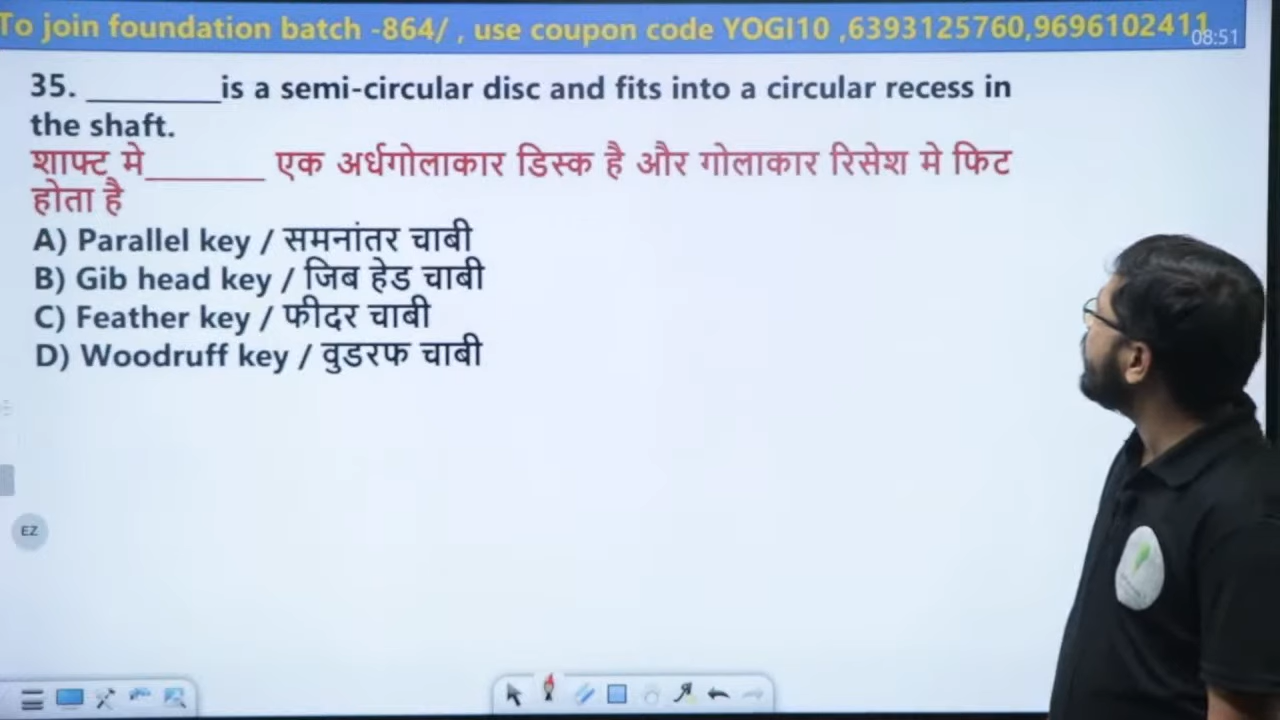 To join foundation batch -864/ , use coupon code YOGI10 ,6393125760,9696102411
08:51
35. ________is a semi-circular disc and fits into a circular recess in
the shaft.
शाफ्ट मे_______ एक अर्धगोलाकार डिस्क है और गोलाकार रिसेश मे फिट
होता है
A) Parallel key / समनांतर चाबी
B) Gib head key / जिब हेड चाबी
C) Feather key / फीदर चाबी
D) Woodruff key / वुडरफ चाबी
EZ